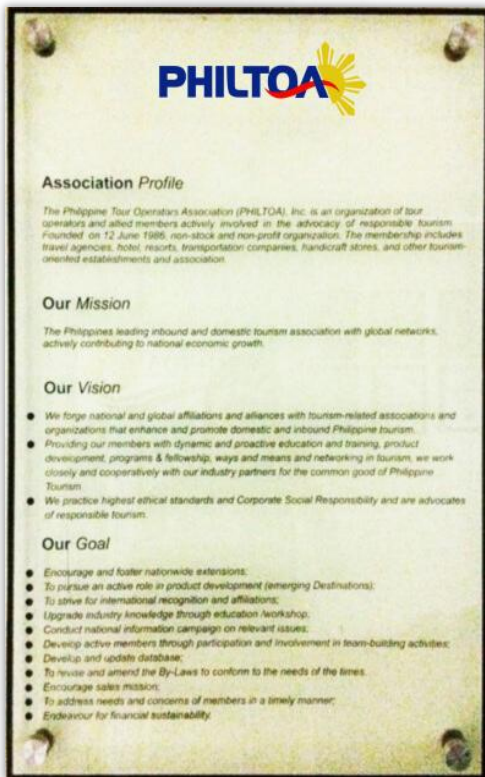 PHILTOA
Association Profile
The Philippine Tour Operators Association (PHILTOA), Inc. is an organization of tour
operators and allied members actively involved in the advocacy of responsible tourism.
Founded on 12 June 1986, non-stock and non-profit organization. The membership includes
travel agencies, hotel, resorts, transportation companies, handicraft stores, and other tourism-
oriented establishments and association.
Our Mission
The Philippines leading inbound and domestic tourism association with global networks,
actively contributing to national economic growth.
Our Vision
● We forge national and global affiliations and alliances with tourism-related associations and
organizations that enhance and promote domestic and inbound Philippine tourism.
● Providing our members with dynamic and proactive education and training, product
development, programs & fellowship, ways and means and networking in tourism, we work
closely and cooperatively with our industry partners for the common good of Philippine
Tourism
● We practice highest ethical standards and Corporate Social Responsibility and are advocates
of responsible tourism.
Our Goal
● Encourage and foster nationwide extensions;
● To pursue an active role in product development (emerging Destinations);
● To strive for international recognition and affiliations;
● Upgrade industry knowledge through education /workshop;
● Conduct national information campaign on relevant issues;
● Develop active members through participation and involvement in team-building activities;
● Develop and update database;
● To revise and amend the By-Laws to conform to the needs of the times.
● Encourage sales mission;
● To address needs and concerns of members in a timely manner;
● Endeavour for financial sustainability.